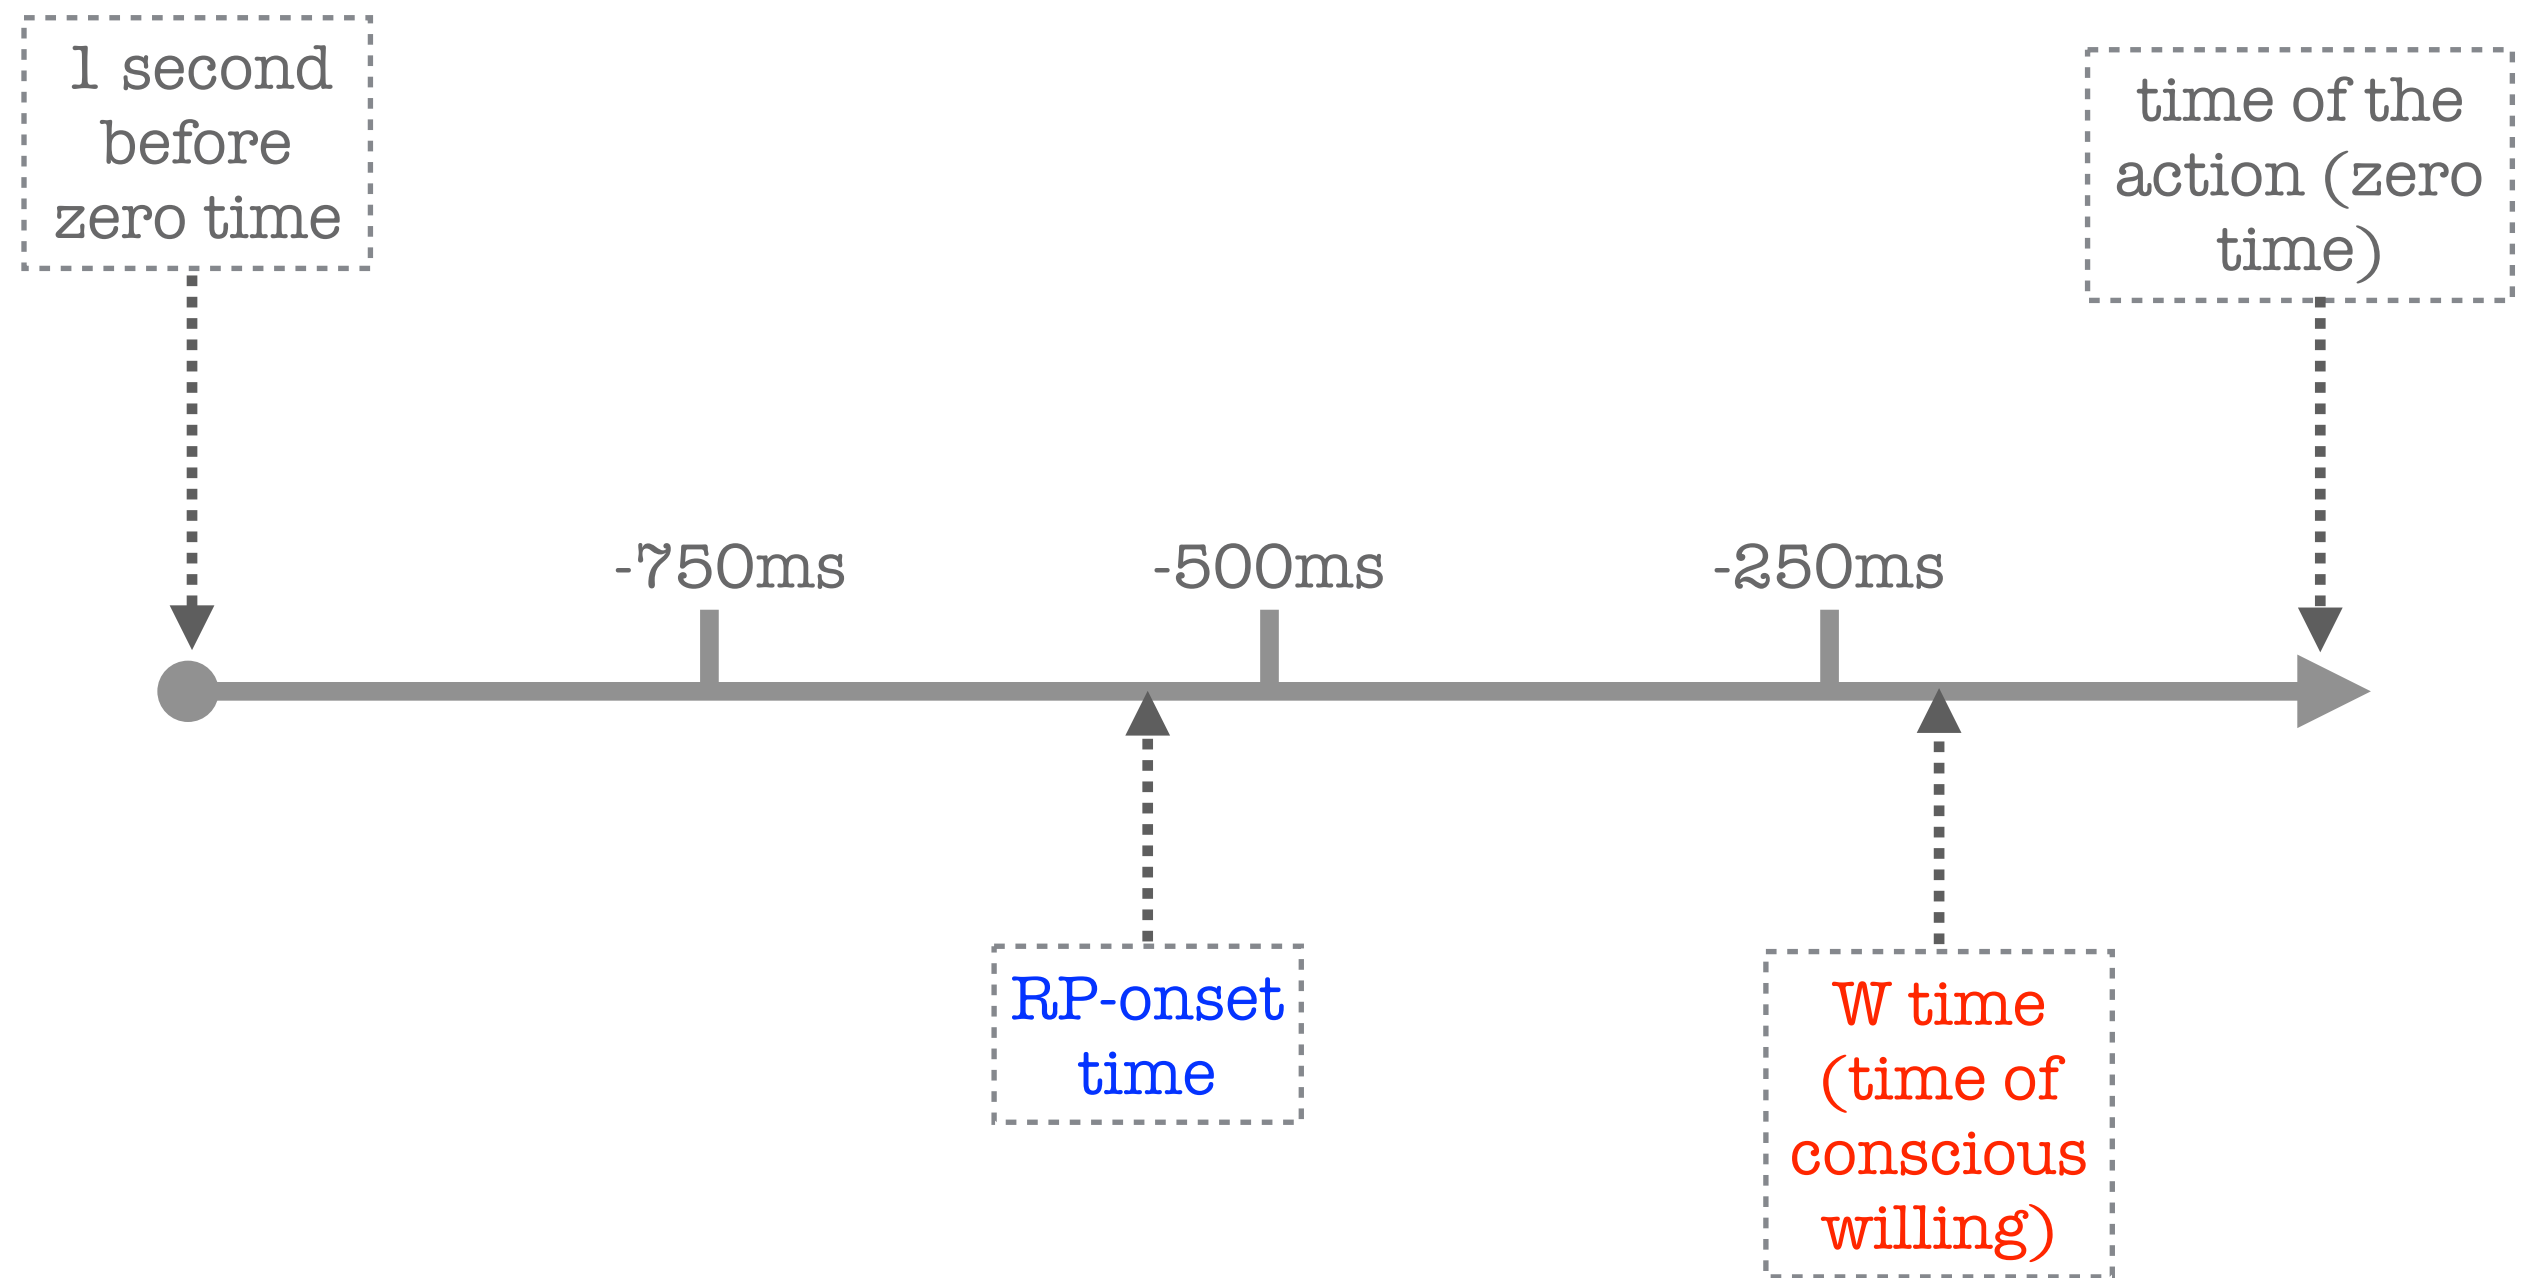 1 second
before
zero time
time of the
action (zero
time)
-750ms
-500ms
-250ms
RP-onset
time
W time
(time of
conscious
willing)